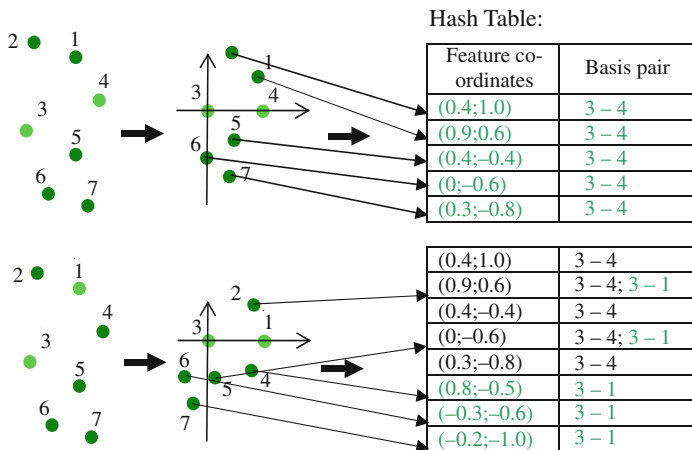 Hash Table:
2 1
4
3
5
6
7
1
3 4
5
6
7
Feature co-ordinates Basis pair
(0.4;1.0) 3 – 4
(0.9;0.6) 3 – 4
(0.4;–0.4) 3 – 4
(0;–0.6) 3 – 4
(0.3;–0.8) 3 – 4
2 1
4
3
5
6
7
2
3 1
6
5 4
7
(0.4;1.0) 3 – 4
(0.9;0.6) 3 – 4; 3 – 1
(0.4;–0.4) 3 – 4
(0;–0.6) 3 – 4; 3 – 1
(0.3;–0.8) 3 – 4
(0.8;–0.5) 3 – 1
(–0.3;–0.6) 3 – 1
(–0.2;–1.0) 3 – 1